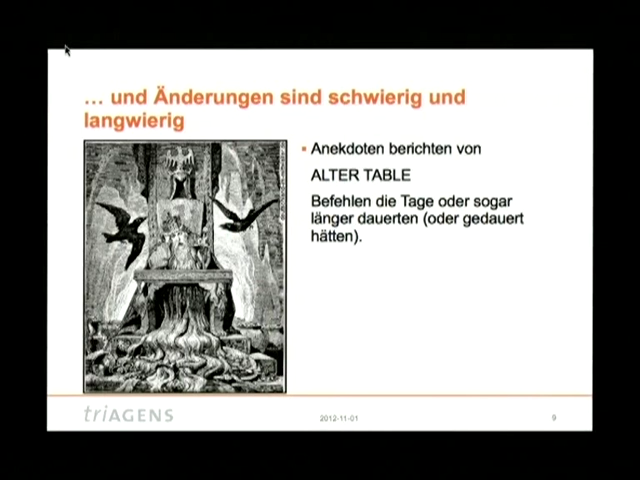 … und Änderungen sind schwierig und
langwierig
▪ Anekdoten berichten von
ALTER TABLE
Befehlen die Tage oder sogar
länger dauerten (oder gedauert
hätten).
triAGENS
2012-11-01
9